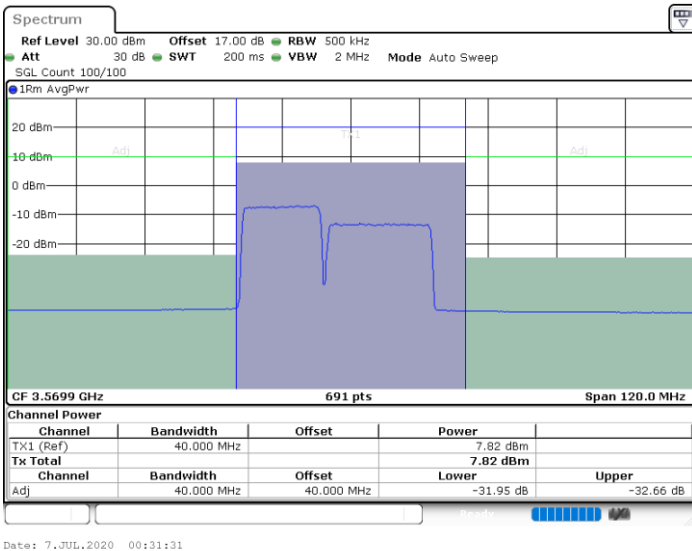 Spectrum
Ref Level 30.00 dBm Offset 17.00 dB RBW 500 kHz
Att 30 dB SWT 200 ms VBW 2 MHz Mode Auto Sweep
SGL Count 100/100
1Rm AvgPwr
20 dBm
TX1
Adj Adj
10 dBm
0 dBm
-10 dBm
-20 dBm
CF 3.5699 GHz 691 pts Span 120.0 MHz
Channel Power
Channel Bandwidth Offset Power
TX1 (Ref) 40.000 MHz 7.82 dBm
Tx Total 7.82 dBm
Channel Bandwidth Offset Lower Upper
Adj 40.000 MHz 40.000 MHz -31.95 dB -32.66 dB
Ready
Date: 7.JUL.2020 00:31:31